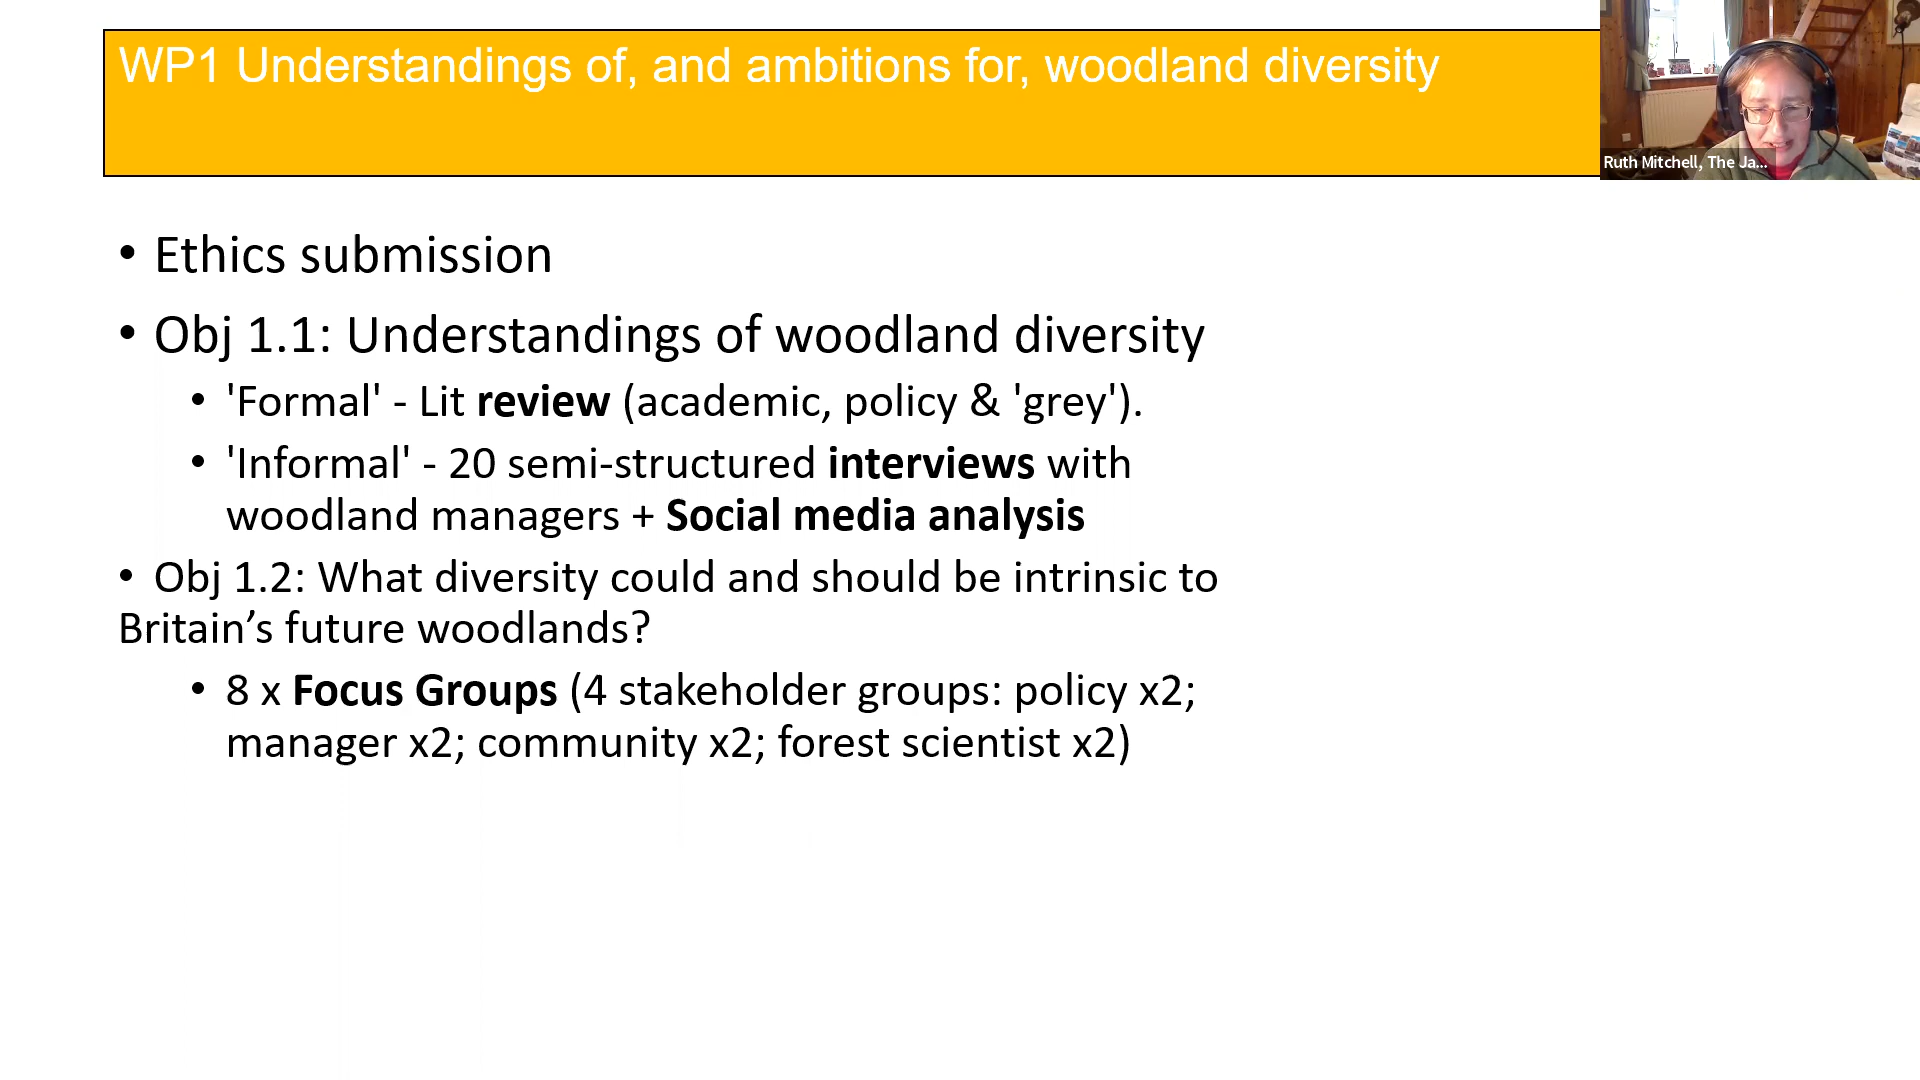 WP1 Understandings of, and ambitions for, woodland diversity
Ruth Mitchell, The Ja...
• Ethics submission
• Obj 1.1: Understandings of woodland diversity
• 'Formal' - Lit review (academic, policy & 'grey').
• 'Informal' - 20 semi-structured interviews with
woodland managers + Social media analysis
• Obj 1.2: What diversity could and should be intrinsic to
Britain’s future woodlands?
• 8 x Focus Groups (4 stakeholder groups: policy x2;
manager x2; community x2; forest scientist x2)